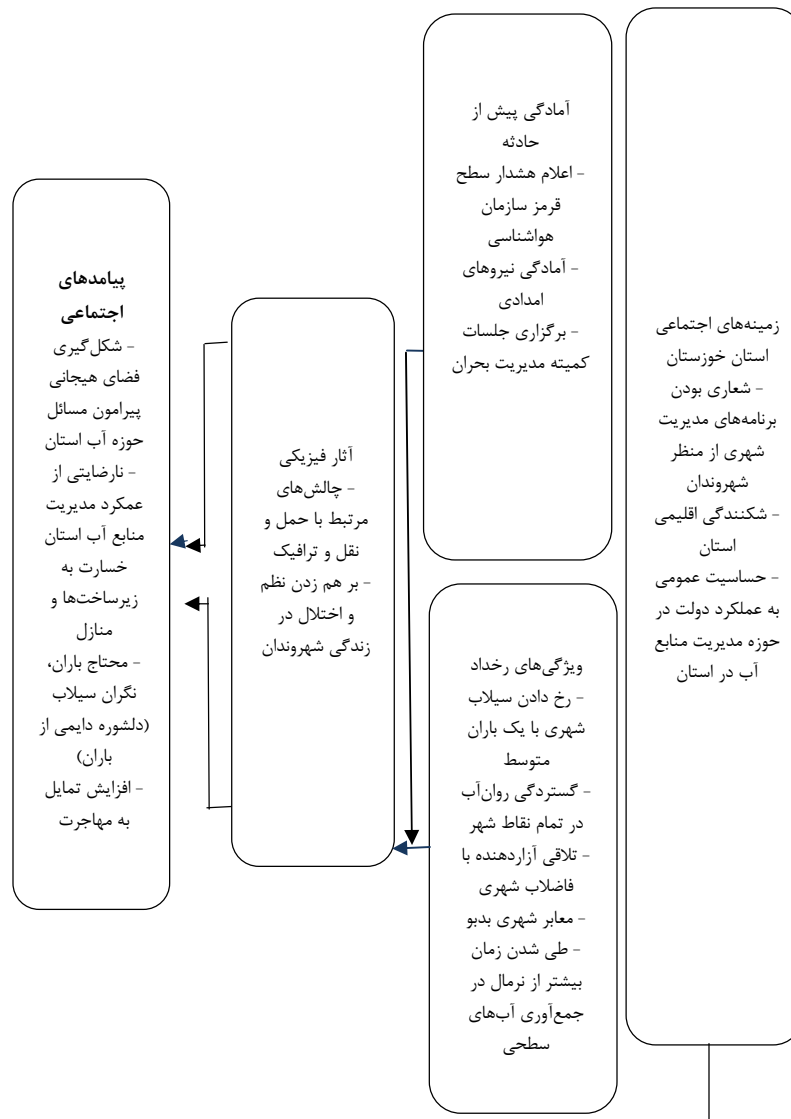 زمینه‌های اجتماعی
استان خوزستان
- شعاری بودن
برنامه‌های مدیریت
شهری از منظر
شهروندان
- شکنندگی اقلیمی
استان
- حساسیت عمومی
به عملکرد دولت در
حوزه مدیریت منابع
آب در استان
آمادگی پیش از
حادثه
- اعلام هشدار سطح
قرمز سازمان
هواشناسی
- آمادگی نیروهای
امدادی
- برگزاری جلسات
کمیته مدیریت بحران
ویژگی‌های رخداد
- رخ دادن سیلاب
شهری با یک باران
متوسط
- گستردگی روان‌آب
در تمام نقاط شهر
- تلاقی آزاردهنده با
فاضلاب شهری
- معابر شهری بدبو
- طی شدن زمان
بیشتر از نرمال در
جمع‌آوری آب‌های
سطحی
آثار فیزیکی
- چالش‌های
مرتبط با حمل و
نقل و ترافیک
- بر هم زدن نظم
و اختلال در
زندگی شهروندان
پیامدهای
اجتماعی
- شکل‌گیری
فضای هیجانی
پیرامون مسائل
حوزه آب استان
- نارضایتی از
عمکرد مدیریت
منابع آب استان
خسارت به
زیرساخت‌ها و
منازل
- محتاج باران،
نگران سیلاب
(دلشوره دایمی از
باران)
- افزایش تمایل
به مهاجرت